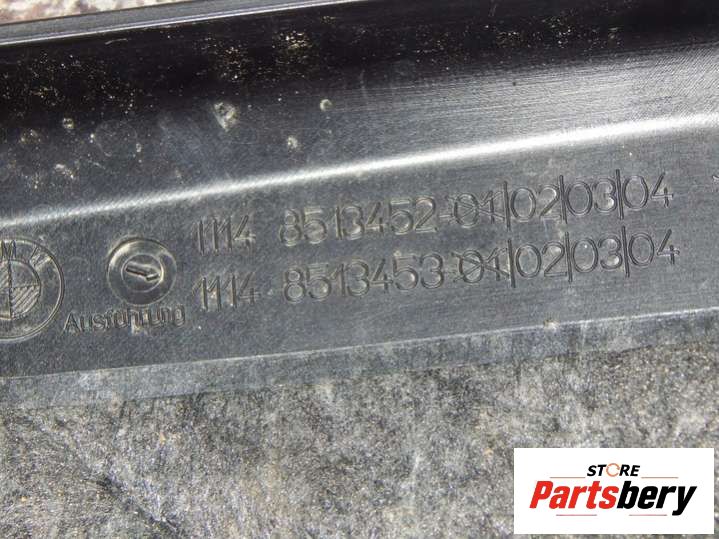 1114 8513452-01/02/03/04
1114 8513453-01/02/03/04
Ausführung
STORE
Partsbery